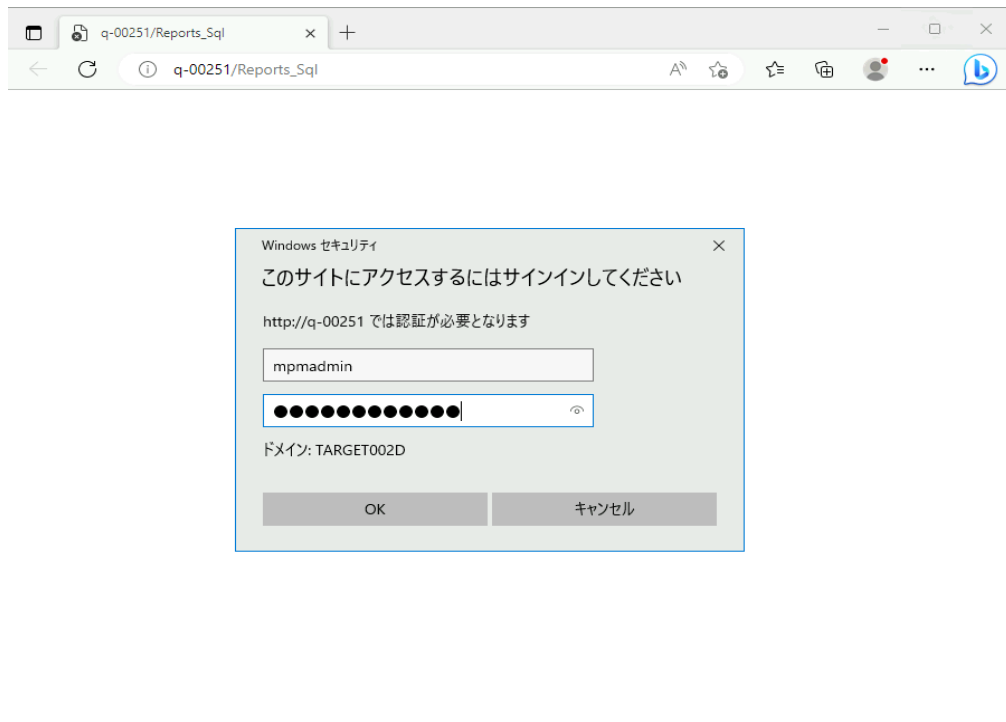 q-00251/Reports_Sql
q-00251/Reports_Sql
Windows セキュリティ
このサイトにアクセスするにはサインインしてください
http://q-00251 では認証が必要となります
mpmadmin
●●●●●●●●●●●●
ドメイン: TARGET002D
OK
キャンセル